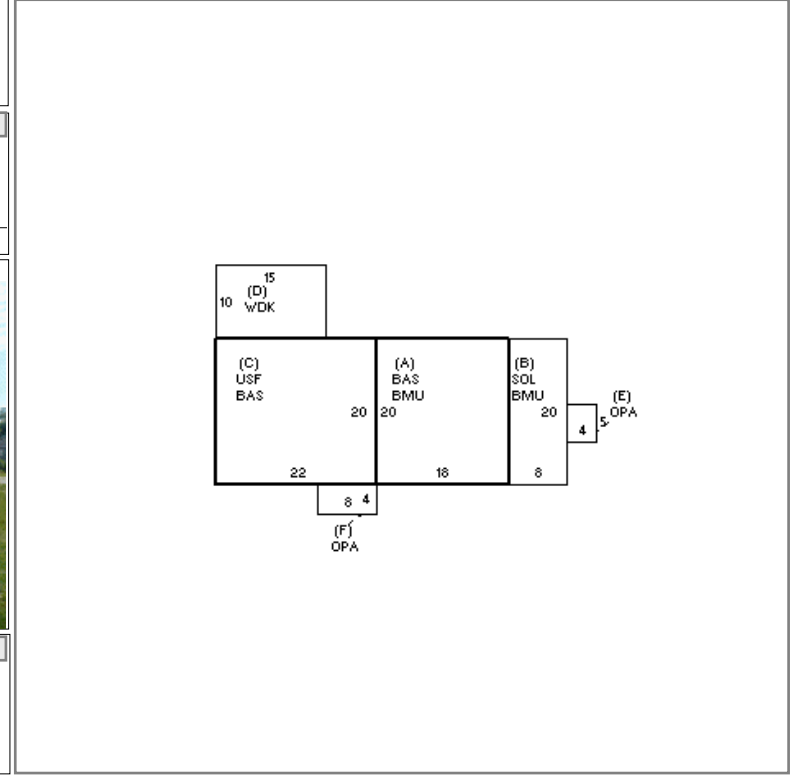 15
(D)
10 WDK
(C)
USF
BAS
20
22
(A)
BAS
BMU
20
18
(B)
SOL
BMU
20
8
(E)
OPA
5
4
8 4
(F)
OPA